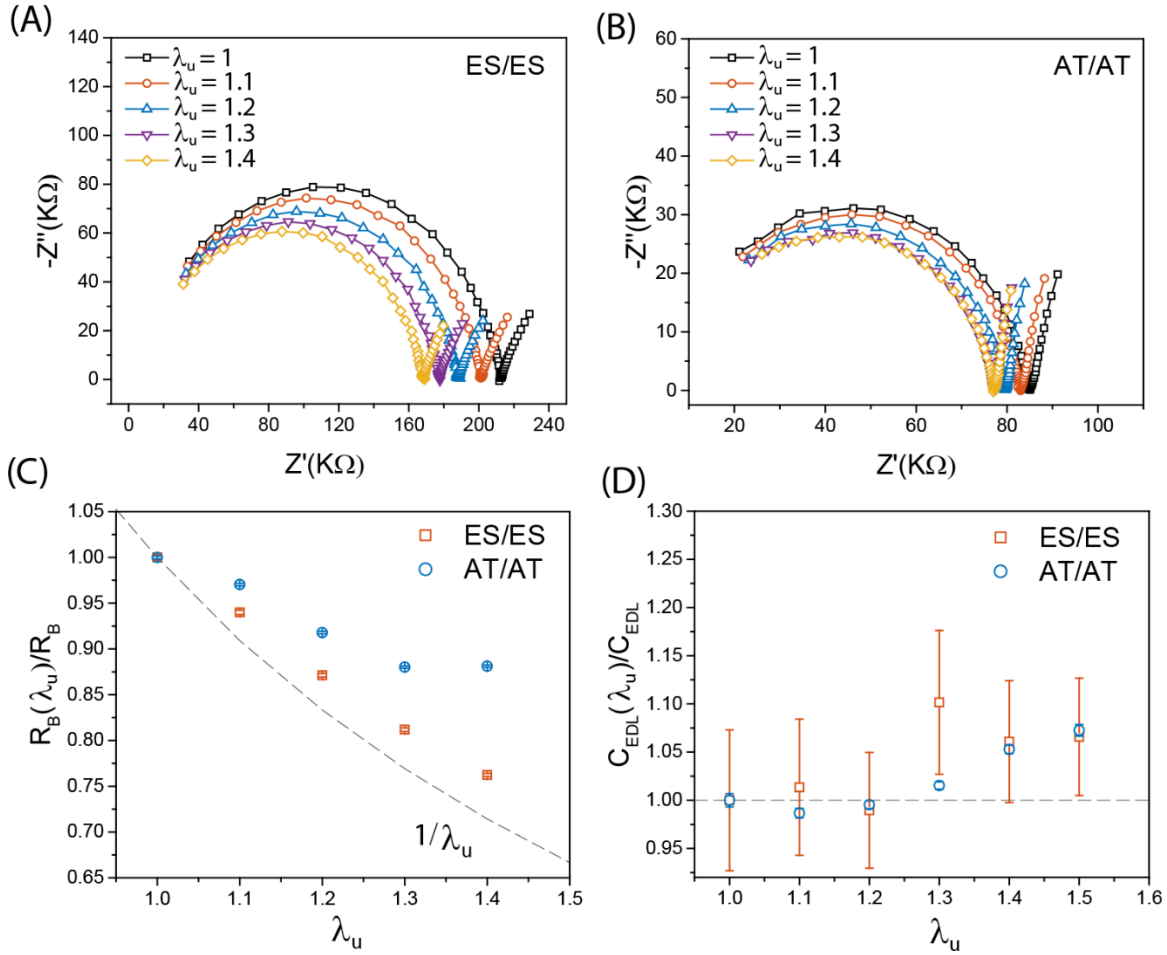 (A)
140
120
100
80
60
40
20
0
-Z''(KΩ)
λu = 1
λu = 1.1
λu = 1.2
λu = 1.3
λu = 1.4
ES/ES
0 40 80 120 160 200 240
Z'(KΩ)
(B)
60
50
40
30
20
10
0
-Z''(KΩ)
λu = 1
λu = 1.1
λu = 1.2
λu = 1.3
λu = 1.4
AT/AT
20 40 60 80 100
Z'(KΩ)
(C)
1.05
1.00
0.95
0.90
0.85
0.80
0.75
0.70
0.65
RB(λu)/RB
ES/ES
AT/AT
1/λu
1.0 1.1 1.2 1.3 1.4 1.5
λu
(D)
1.30
1.25
1.20
1.15
1.10
1.05
1.00
0.95
CEDL(λu)/CEDL
ES/ES
AT/AT
1.0 1.1 1.2 1.3 1.4 1.5 1.6
λu